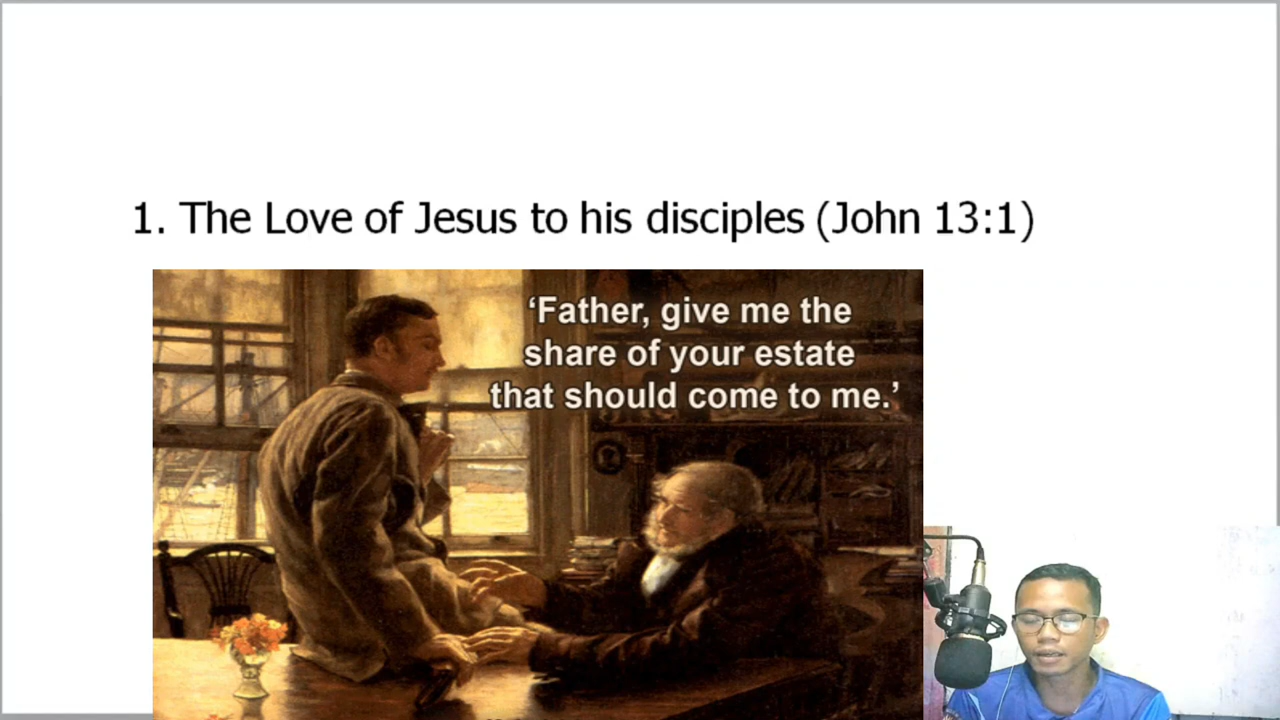 1. The Love of Jesus to his disciples (John 13:1)
‘Father, give me the
share of your estate
that should come to me.’